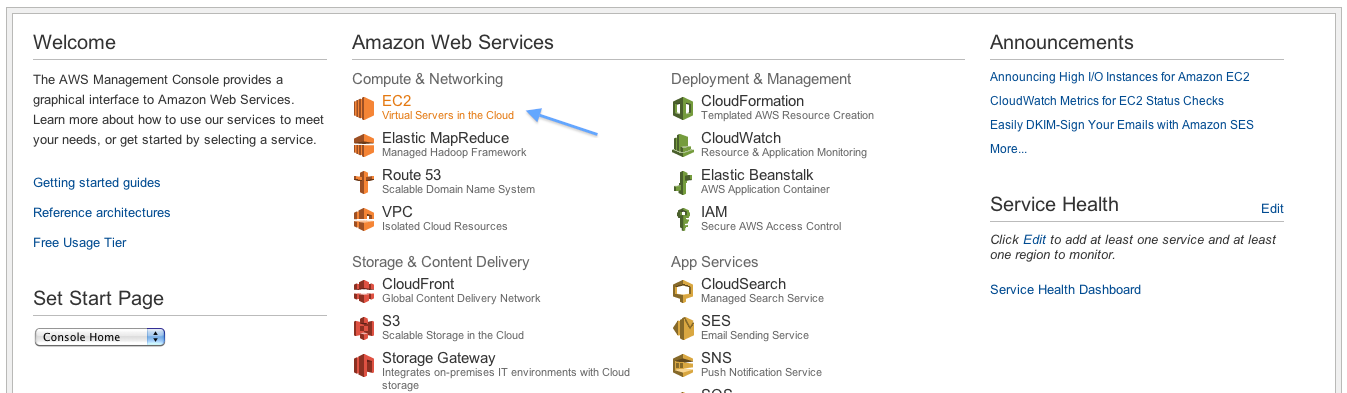 Welcome
The AWS Management Console provides a
graphical interface to Amazon Web Services.
Learn more about how to use our services to meet
your needs, or get started by selecting a service.
Getting started guides
Reference architectures
Free Usage Tier
Set Start Page
Console Home
Amazon Web Services
Compute & Networking
EC2
Virtual Servers in the Cloud
Elastic MapReduce
Managed Hadoop Framework
Route 53
Scalable Domain Name System
VPC
Isolated Cloud Resources
Storage & Content Delivery
CloudFront
Global Content Delivery Network
S3
Scalable Storage in the Cloud
Storage Gateway
Integrates on-premises IT environments with Cloud
storage
Deployment & Management
CloudFormation
Templated AWS Resource Creation
CloudWatch
Resource & Application Monitoring
Elastic Beanstalk
AWS Application Container
IAM
Secure AWS Access Control
App Services
CloudSearch
Managed Search Service
SES
Email Sending Service
SNS
Push Notification Service
Announcements
Announcing High I/O Instances for Amazon EC2
CloudWatch Metrics for EC2 Status Checks
Easily DKIM-Sign Your Emails with Amazon SES
More...
Service Health
Edit
Click Edit to add at least one service and at least
one region to monitor.
Service Health Dashboard